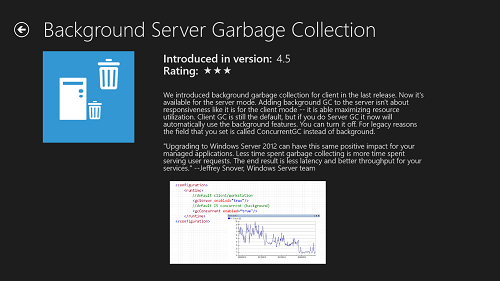 Background Server Garbage Collection
Introduced in version: 4.5
Rating: ★★★
We introduced background garbage collection for client in the last release. Now it's
available for the server mode. Adding background GC to the server isn't about
responsiveness like it is for the client mode -- it is able maximizing resource
utilization. Client GC is still the default, but if you do Server GC it now will
automatically use the background features. You can turn it off. For legacy reasons
the field that you set is called ConcurrentGC instead of background.
"Upgrading to Windows Server 2012 can have this same positive impact for your
managed applications. Less time spent garbage collecting is more time spent
serving user requests. The end result is less latency and better throughput for your
services." --Jeffrey Snover, Windows Server team
<configuration>
<runtime>
//default client/workstation
<gcServer enabled="true"/>
//default is concurrent (background)
<gcConcurrent enabled="true"/>
</runtime>
</configuration>